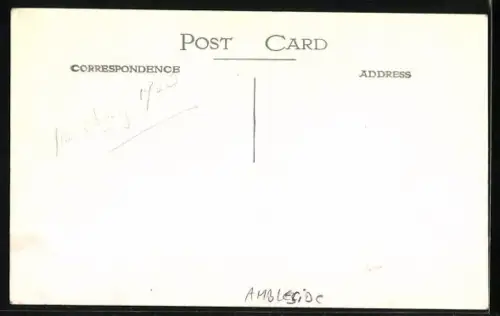 POST CARD
CORRESPONDENCE ADDRESS
AMBLESIDE